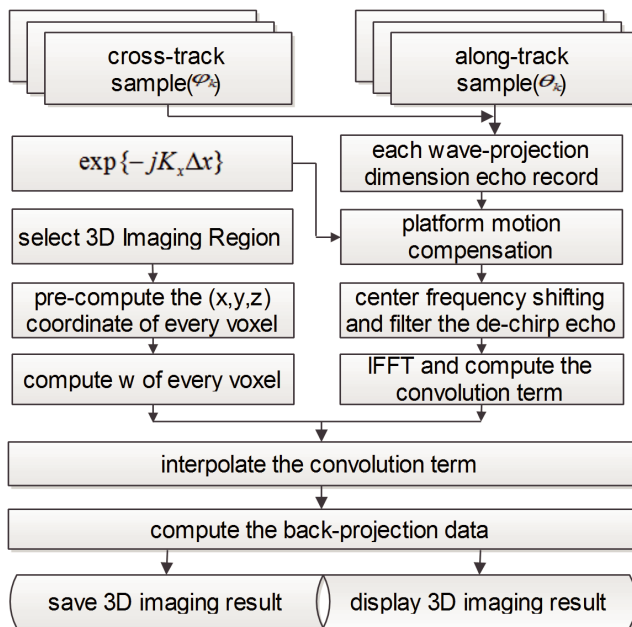 cross-track
sample(φₖ)
along-track
sample(θₖ)
exp{−jKₓΔx}
each wave-projection
dimension echo record
select 3D Imaging Region
platform motion
compensation
pre-compute the (x,y,z)
coordinate of every voxel
center frequency shifting
and filter the de-chirp echo
compute w of every voxel
IFFT and compute the
convolution term
interpolate the convolution term
compute the back-projection data
save 3D imaging result
display 3D imaging result